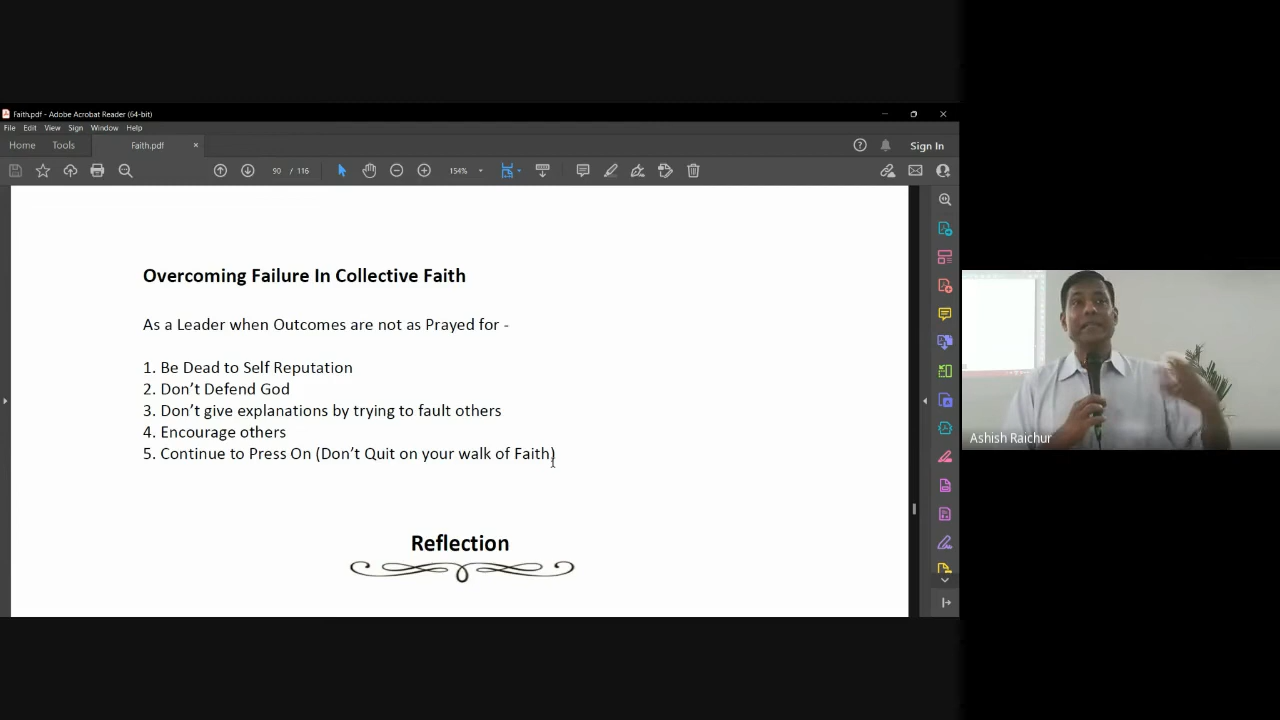 Faith.pdf - Adobe Acrobat Reader (64-bit)
File Edit View Sign Window Help
Home Tools Faith.pdf × Sign In
90 / 116 154%
Overcoming Failure In Collective Faith
As a Leader when Outcomes are not as Prayed for -
1. Be Dead to Self Reputation
2. Don’t Defend God
3. Don’t give explanations by trying to fault others
4. Encourage others
5. Continue to Press On (Don’t Quit on your walk of Faith)
Reflection
Ashish Raichur